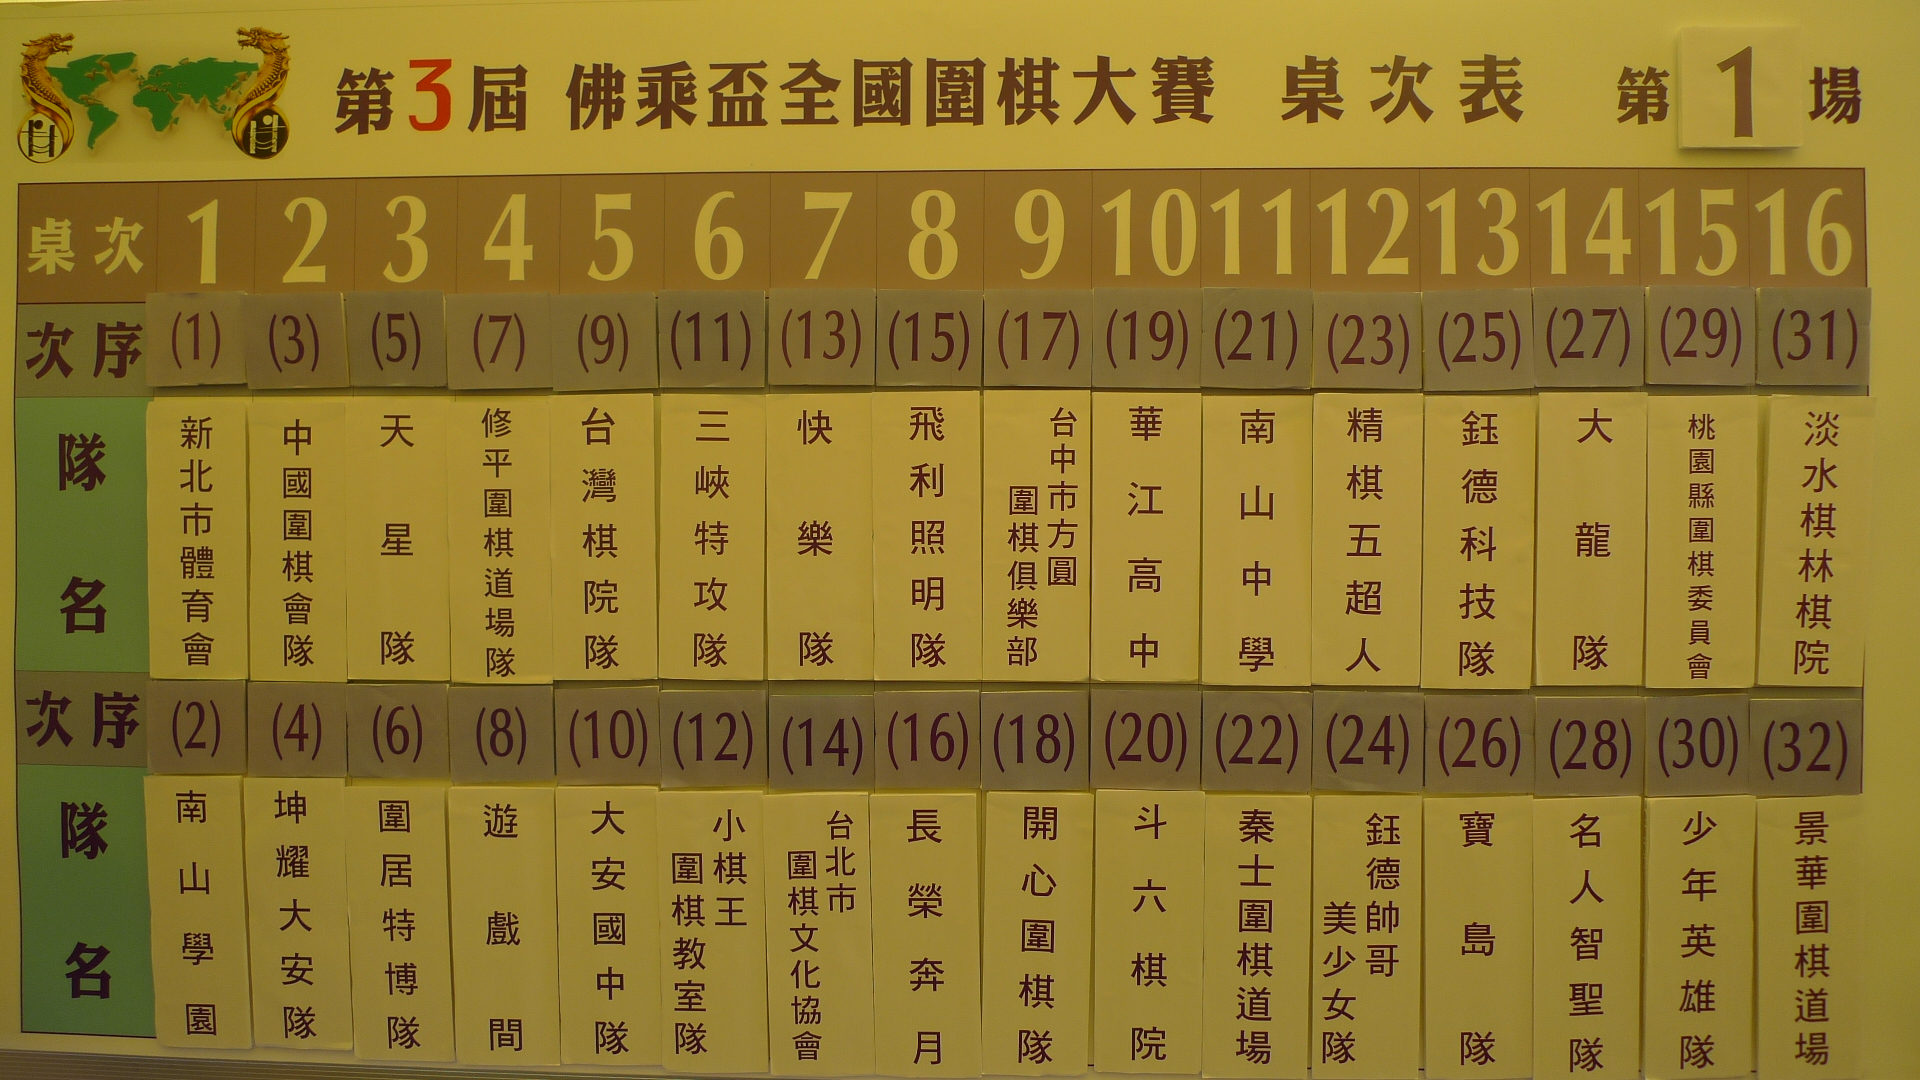 第3屆 佛乘盃全國圍棋大賽 桌次表 第1場
桌次 1 2 3 4 5 6 7 8 9 10 11 12 13 14 15 16
次序 (1) (3) (5) (7) (9) (11) (13) (15) (17) (19) (21) (23) (25) (27) (29) (31)
隊名
新北市體育會
中國圍棋會隊
天星隊
修平圍棋道場隊
台灣棋院隊
三峽特攻隊
快樂隊
飛利照明隊
台中市方圓
圍棋俱樂部
華江高中
南山中學
精棋五超人
鈺德科技隊
大龍隊
桃園縣圍棋委員會
淡水棋林棋院
次序 (2) (4) (6) (8) (10) (12) (14) (16) (18) (20) (22) (24) (26) (28) (30) (32)
隊名
南山學園
坤耀大安隊
圍居特博隊
遊戲間
大安國中隊
小棋王
圍棋教室隊
台北市
圍棋文化協會
長榮奔月
開心圍棋隊
斗六棋院
秦士圍棋道場
鈺德帥哥
美少女隊
寶島隊
名人智聖隊
少年英雄隊
景華圍棋道場